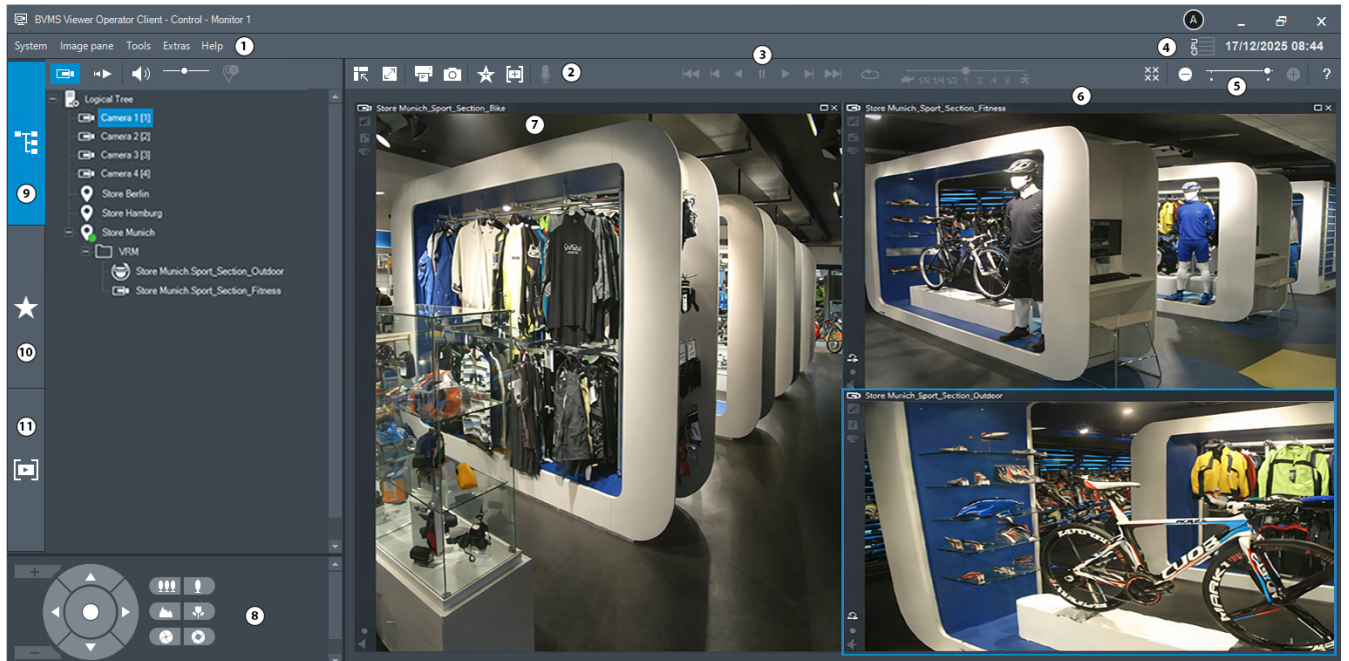 BVMS Viewer Operator Client - Control - Monitor 1
A
System Image pane Tools Extras Help 1
3
4 17/12/2025 08:44
2
1/8 1/4 1/2 1 2 4 8
5
?
6
Logical Tree
Camera 1 [1]
Camera 2 [2]
Camera 3 [3]
Camera 4 [4]
Store Berlin
Store Hamburg
Store Munich
VRM
Store Munich.Sport_Section_Outdoor
Store Munich.Sport_Section_Fitness
9
10
11
8
Store Munich_Sport_Section_Bike
7
Store Munich_Sport_Section_Fitness
Store Munich_Sport_Section_Outdoor
CUBE